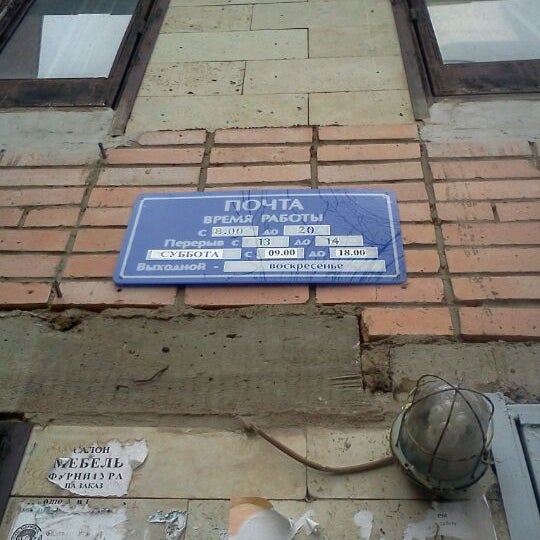 ПОЧТА
ВРЕМЯ РАБОТЫ
с 8.00 до 20
Перерыв с 13 до 14
СУББОТА с 09.00 до 18.00
Выходной - воскресенье
САЛОН
МЕБЕЛЬ
ФУРНИТУРА
НА ЗАКАЗ